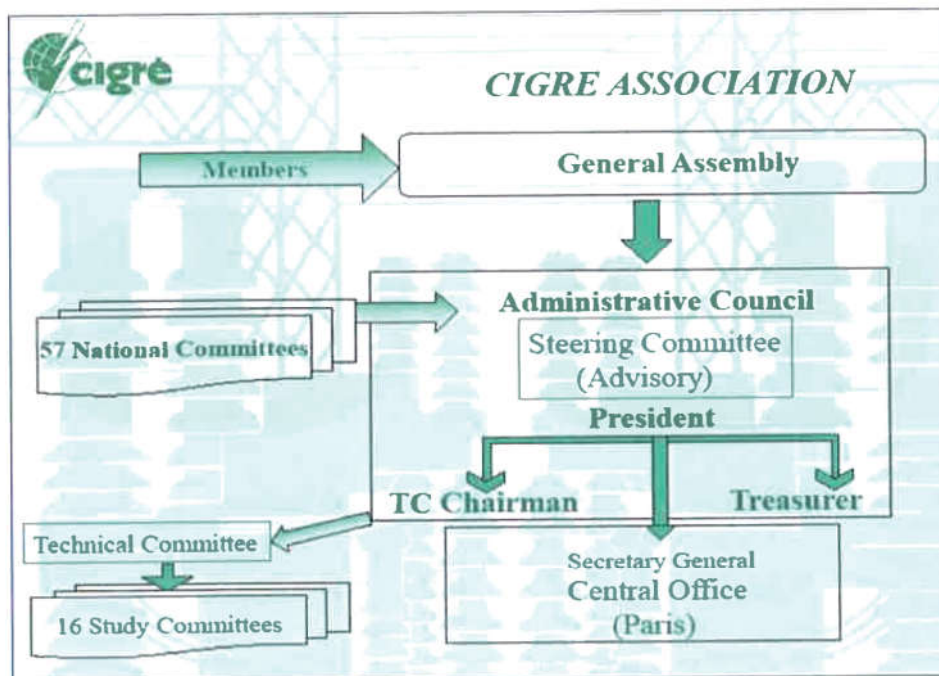 cigré
CIGRE ASSOCIATION
Members
General Assembly
57 National Committees
Administrative Council
Steering Committee
(Advisory)
President
TC Chairman
Treasurer
Technical Committee
16 Study Committees
Secretary General
Central Office
(Paris)